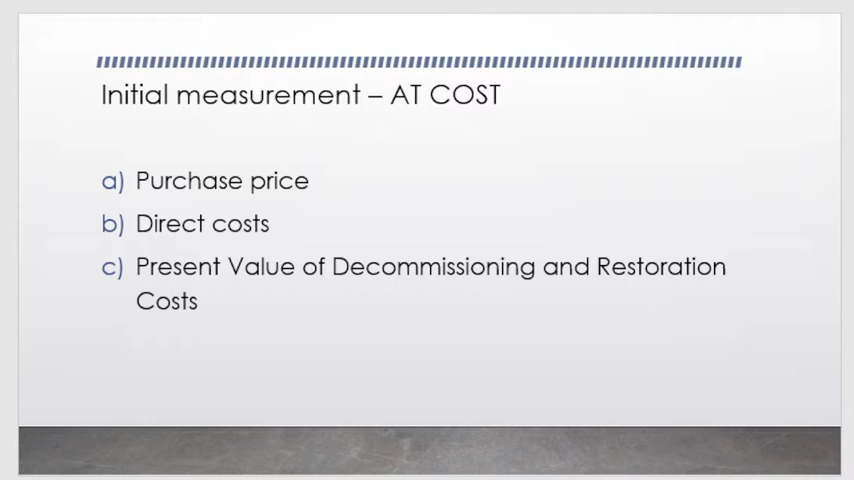 Initial measurement – AT COST
a) Purchase price
b) Direct costs
c) Present Value of Decommissioning and Restoration
Costs